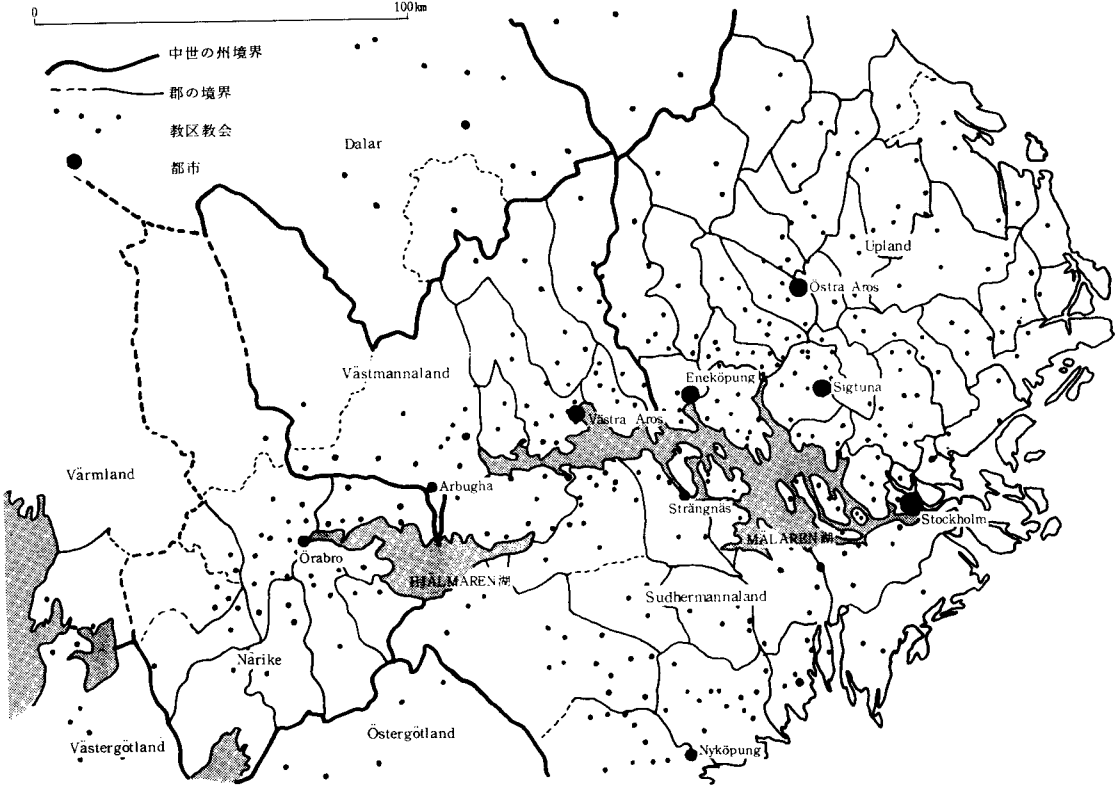 0 100km
中世の州境界
郡の境界
教区教会
都市
Dalar
Upland
Östra Aros
Västmannaland
Eneköpung
Sigtuna
Västra Aros
Värmland
Arbugha
Strängnäs
Stockholm
Örabro
MÄLAREN湖
HJÄLMAREN湖
Sudhermannaland
Närike
Västergötland
Östergötland
Nyköpung